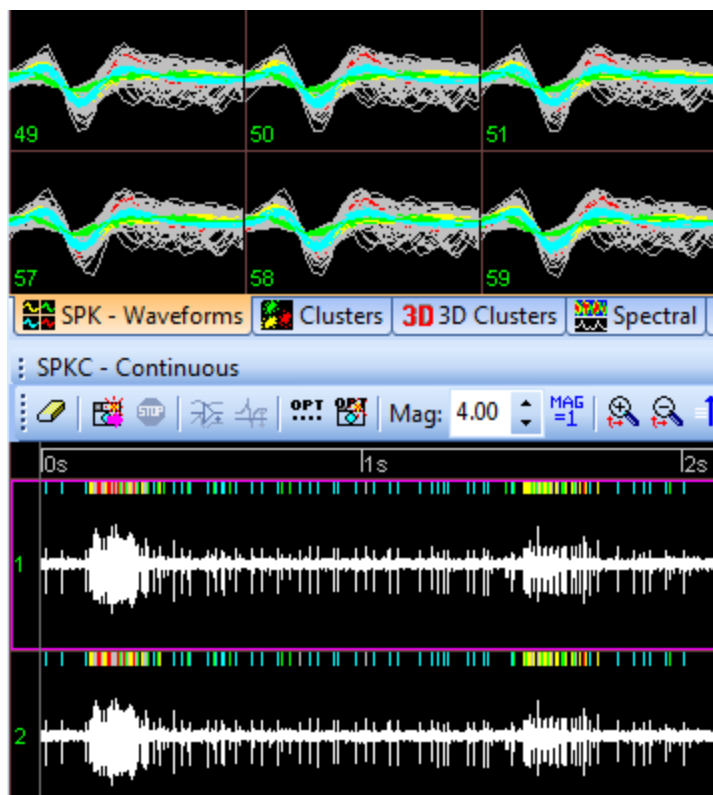 49 50 51
57 58 59
SPK - Waveforms Clusters 3D 3D Clusters Spectral
SPKC - Continuous
STOP OPT OPT Mag: 4.00 MAG =1
0s 1s 2s
1
2